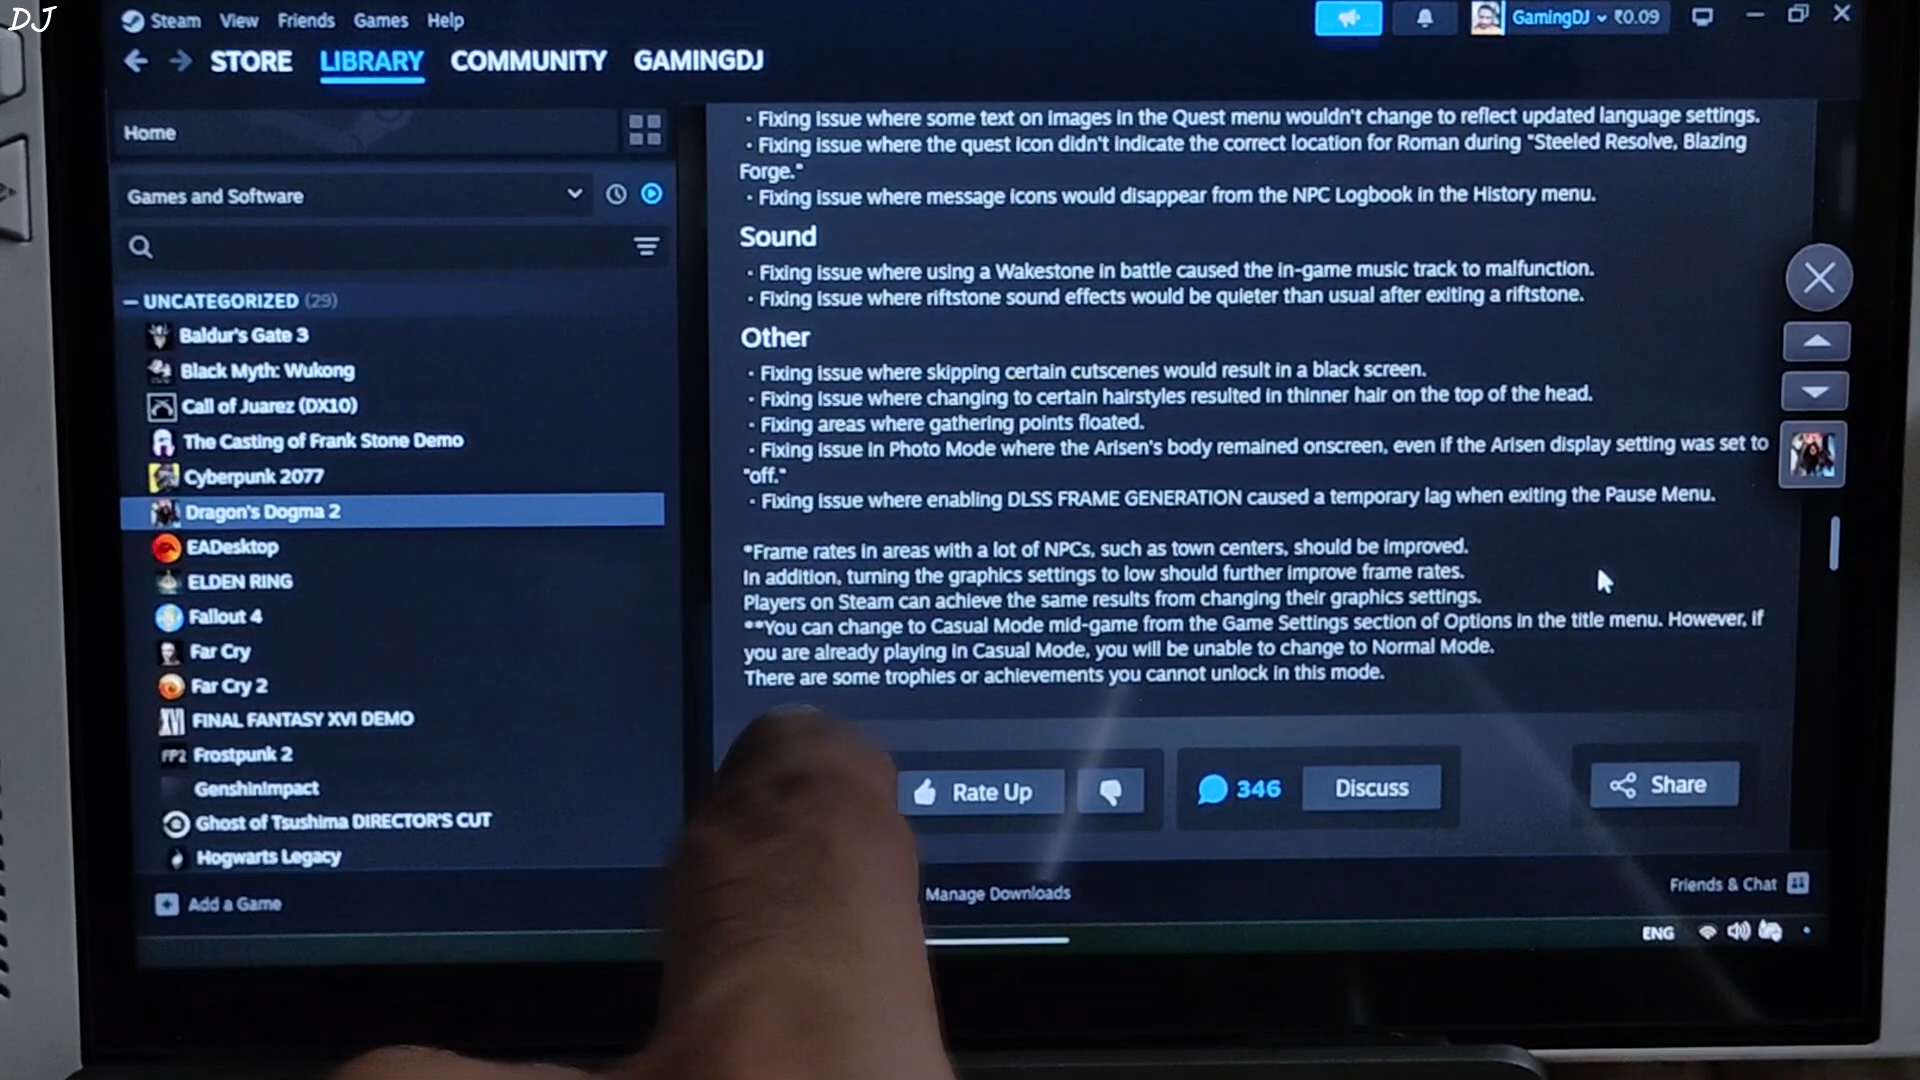 DJ
Steam View Friends Games Help
GamingDJ ₹0.09
STORE LIBRARY COMMUNITY GAMINGDJ
Home
Games and Software
UNCATEGORIZED (29)
Baldur's Gate 3
Black Myth: Wukong
Call of Juarez (DX10)
The Casting of Frank Stone Demo
Cyberpunk 2077
Dragon's Dogma 2
EADesktop
ELDEN RING
Fallout 4
Far Cry
Far Cry 2
XVI FINAL FANTASY XVI DEMO
FP2 Frostpunk 2
GenshinImpact
Ghost of Tsushima DIRECTOR'S CUT
Hogwarts Legacy
Add a Game
• Fixing issue where some text on images in the Quest menu wouldn't change to reflect updated language settings.
• Fixing issue where the quest icon didn't indicate the correct location for Roman during "Steeled Resolve, Blazing
Forge."
• Fixing issue where message icons would disappear from the NPC Logbook in the History menu.
Sound
• Fixing issue where using a Wakestone in battle caused the in-game music track to malfunction.
• Fixing issue where riftstone sound effects would be quieter than usual after exiting a riftstone.
Other
• Fixing issue where skipping certain cutscenes would result in a black screen.
• Fixing issue where changing to certain hairstyles resulted in thinner hair on the top of the head.
• Fixing areas where gathering points floated.
• Fixing issue in Photo Mode where the Arisen's body remained onscreen, even if the Arisen display setting was set to
"off."
• Fixing issue where enabling DLSS FRAME GENERATION caused a temporary lag when exiting the Pause Menu.
*Frame rates in areas with a lot of NPCs, such as town centers, should be improved.
In addition, turning the graphics settings to low should further improve frame rates.
Players on Steam can achieve the same results from changing their graphics settings.
**You can change to Casual Mode mid-game from the Game Settings section of Options in the title menu. However, if
you are already playing in Casual Mode, you will be unable to change to Normal Mode.
There are some trophies or achievements you cannot unlock in this mode.
Rate Up
346
Discuss
Share
Manage Downloads
Friends & Chat
ENG